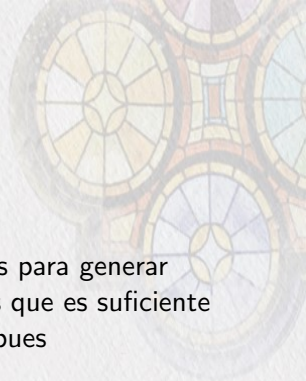 s para generar
s que es suficiente
pues